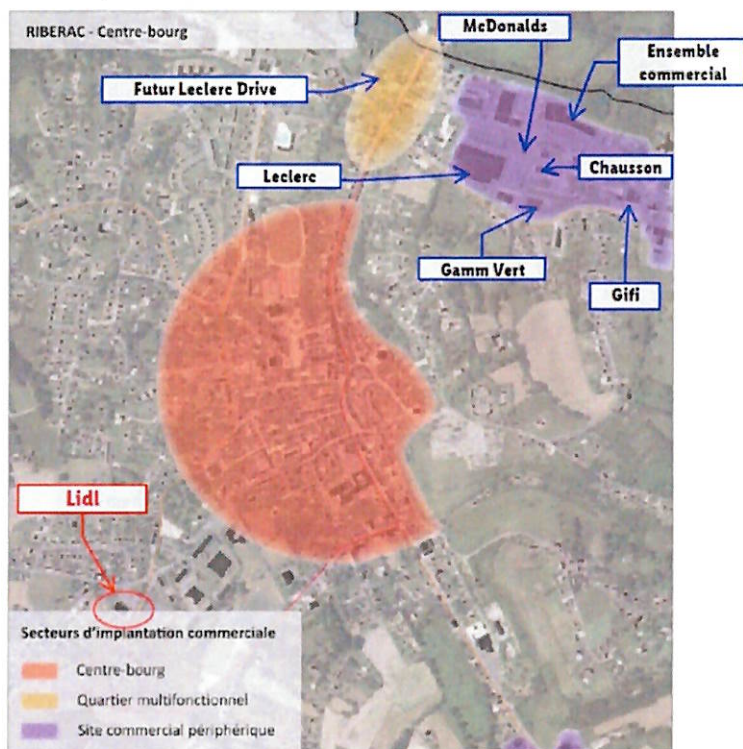 RIBERAC - Centre-bourg
McDonalds
Ensemble
commercial
Futur Leclerc Drive
Leclerc
Chausson
Gamm Vert
Gifi
Lidl
Secteurs d'implantation commerciale
Centre-bourg
Quartier multifonctionnel
Site commercial périphérique